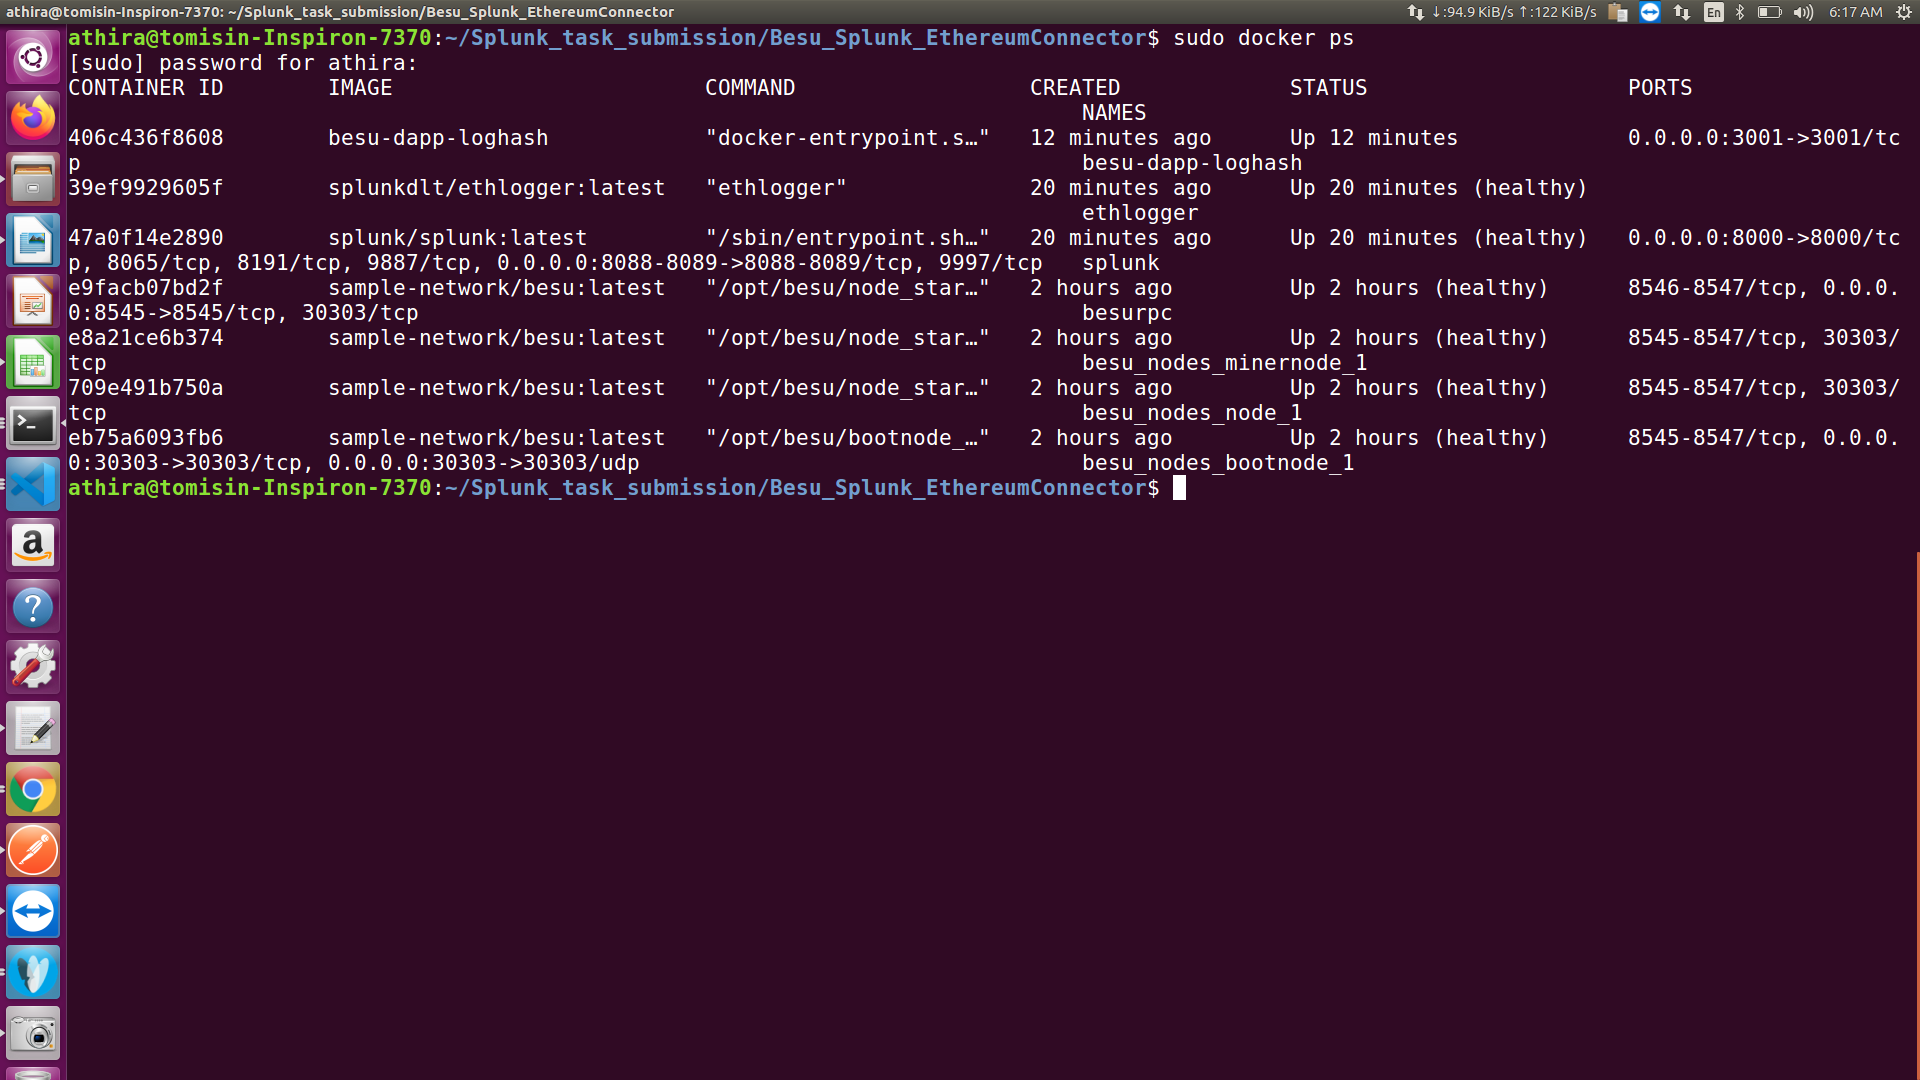 athira@tomisin-Inspiron-7370: ~/Splunk_task_submission/Besu_Splunk_EthereumConnector ↓:94.9 KiB/s ↑:122 KiB/s En 6:17 AM
athira@tomisin-Inspiron-7370:~/Splunk_task_submission/Besu_Splunk_EthereumConnector$ sudo docker ps
[sudo] password for athira:
CONTAINER ID        IMAGE                        COMMAND                  CREATED             STATUS                    PORTS
NAMES
406c436f8608        besu-dapp-loghash            "docker-entrypoint.s…"   12 minutes ago      Up 12 minutes             0.0.0.0:3001->3001/tc
p                                                                             besu-dapp-loghash
39ef9929605f        splunkdlt/ethlogger:latest   "ethlogger"              20 minutes ago      Up 20 minutes (healthy)
ethlogger
47a0f14e2890        splunk/splunk:latest         "/sbin/entrypoint.sh…"   20 minutes ago      Up 20 minutes (healthy)   0.0.0.0:8000->8000/tc
p, 8065/tcp, 8191/tcp, 9887/tcp, 0.0.0.0:8088-8089->8088-8089/tcp, 9997/tcp   splunk
e9facb07bd2f        sample-network/besu:latest   "/opt/besu/node_star…"   2 hours ago         Up 2 hours (healthy)      8546-8547/tcp, 0.0.0.
0:8545->8545/tcp, 30303/tcp                                                   besurpc
e8a21ce6b374        sample-network/besu:latest   "/opt/besu/node_star…"   2 hours ago         Up 2 hours (healthy)      8545-8547/tcp, 30303/
tcp                                                                           besu_nodes_minernode_1
709e491b750a        sample-network/besu:latest   "/opt/besu/node_star…"   2 hours ago         Up 2 hours (healthy)      8545-8547/tcp, 30303/
tcp                                                                           besu_nodes_node_1
eb75a6093fb6        sample-network/besu:latest   "/opt/besu/bootnode_…"   2 hours ago         Up 2 hours (healthy)      8545-8547/tcp, 0.0.0.
0:30303->30303/tcp, 0.0.0.0:30303->30303/udp                                  besu_nodes_bootnode_1
athira@tomisin-Inspiron-7370:~/Splunk_task_submission/Besu_Splunk_EthereumConnector$